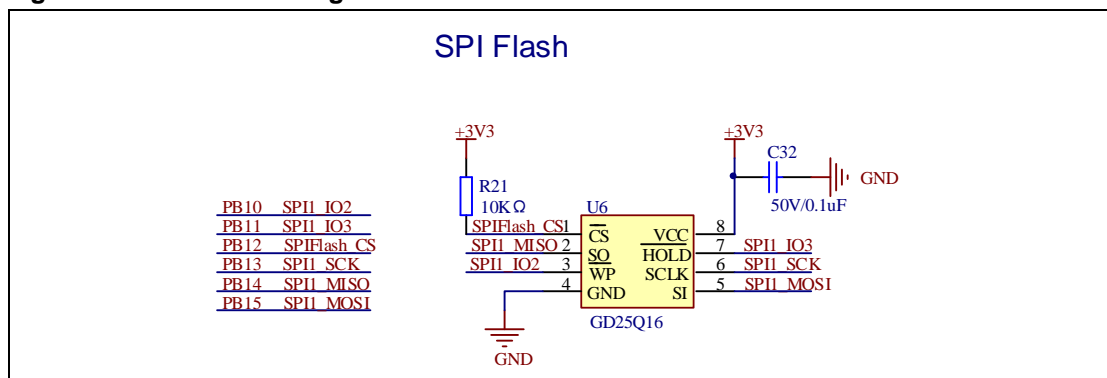 SPI Flash
+3V3
+3V3
C32
GND
50V/0.1uF
R21
10KΩ
U6
PB10 SPI1_IO2
PB11 SPI1_IO3
PB12 SPIFlash_CS
PB13 SPI1_SCK
PB14 SPI1_MISO
PB15 SPI1_MOSI
SPIFlash_CS 1 CS VCC 8
SPI1_MISO 2 SO HOLD 7 SPI1_IO3
SPI1_IO2 3 WP SCLK 6 SPI1_SCK
4 GND SI 5 SPI1_MOSI
GD25Q16
GND